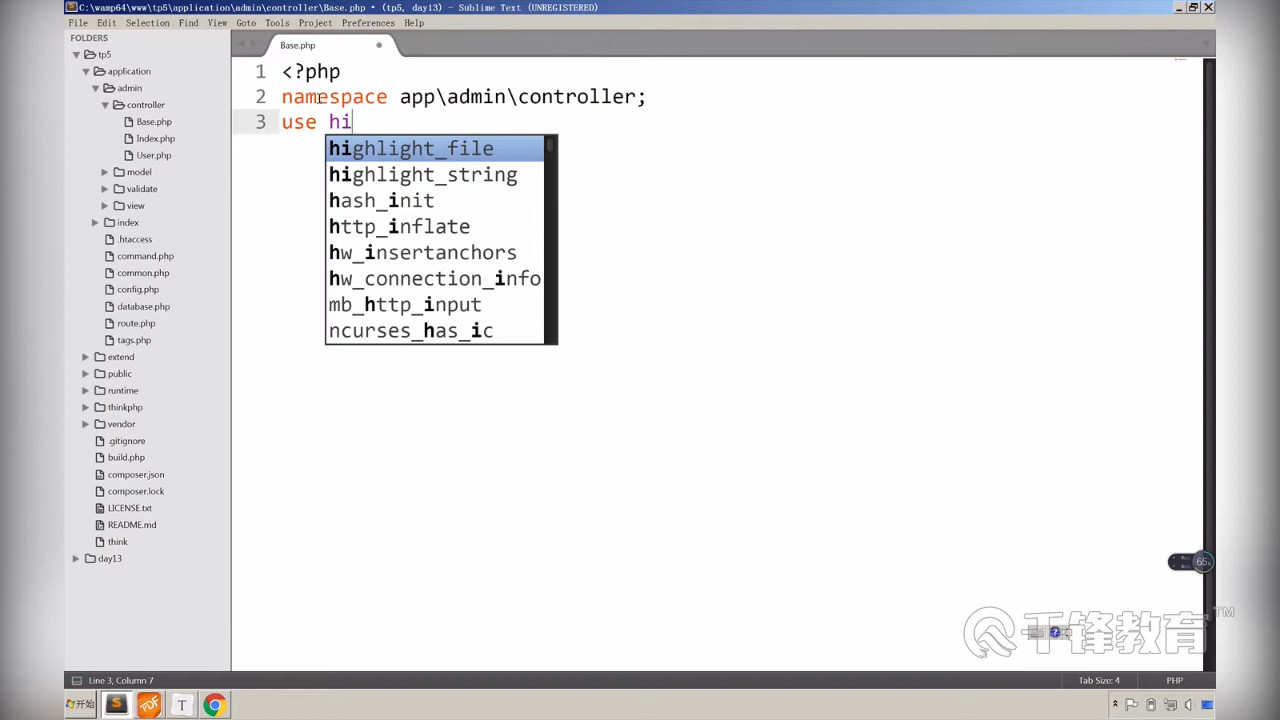 C:\wamp64\www\tp5\application\admin\controller\Base.php • (tp5, day13) - Sublime Text (UNREGISTERED)
File Edit Selection Find View Goto Tools Project Preferences Help
FOLDERS
tp5
application
admin
controller
Base.php
Index.php
User.php
model
validate
view
index
.htaccess
command.php
common.php
config.php
database.php
route.php
tags.php
extend
public
runtime
thinkphp
vendor
.gitignore
build.php
composer.json
composer.lock
LICENSE.txt
README.md
think
day13
Base.php
1 <?php
2 namespace app\admin\controller;
3 use hi
highlight_file
highlight_string
hash_init
http_inflate
hw_insertanchors
hw_connection_info
mb_http_input
ncurses_has_ic
65%
千锋教育 TM
Line 3, Column 7 Tab Size: 4 PHP
开始